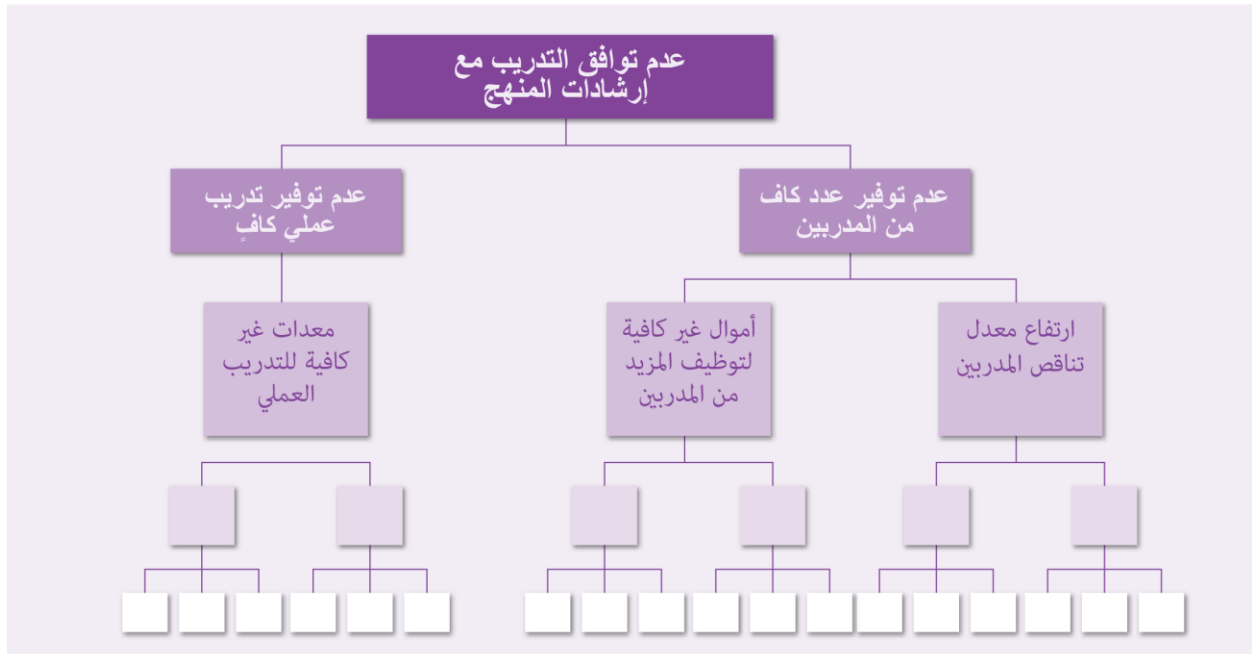 عدم توافق التدريب مع
إرشادات المنهج
عدم توفير عدد كاف
من المدربين
عدم توفير تدريب
عملي كافٍ
ارتفاع معدل
تناقص المدربين
أموال غير كافية
لتوظيف المزيد
من المدربين
معدات غير
كافية للتدريب
العملي